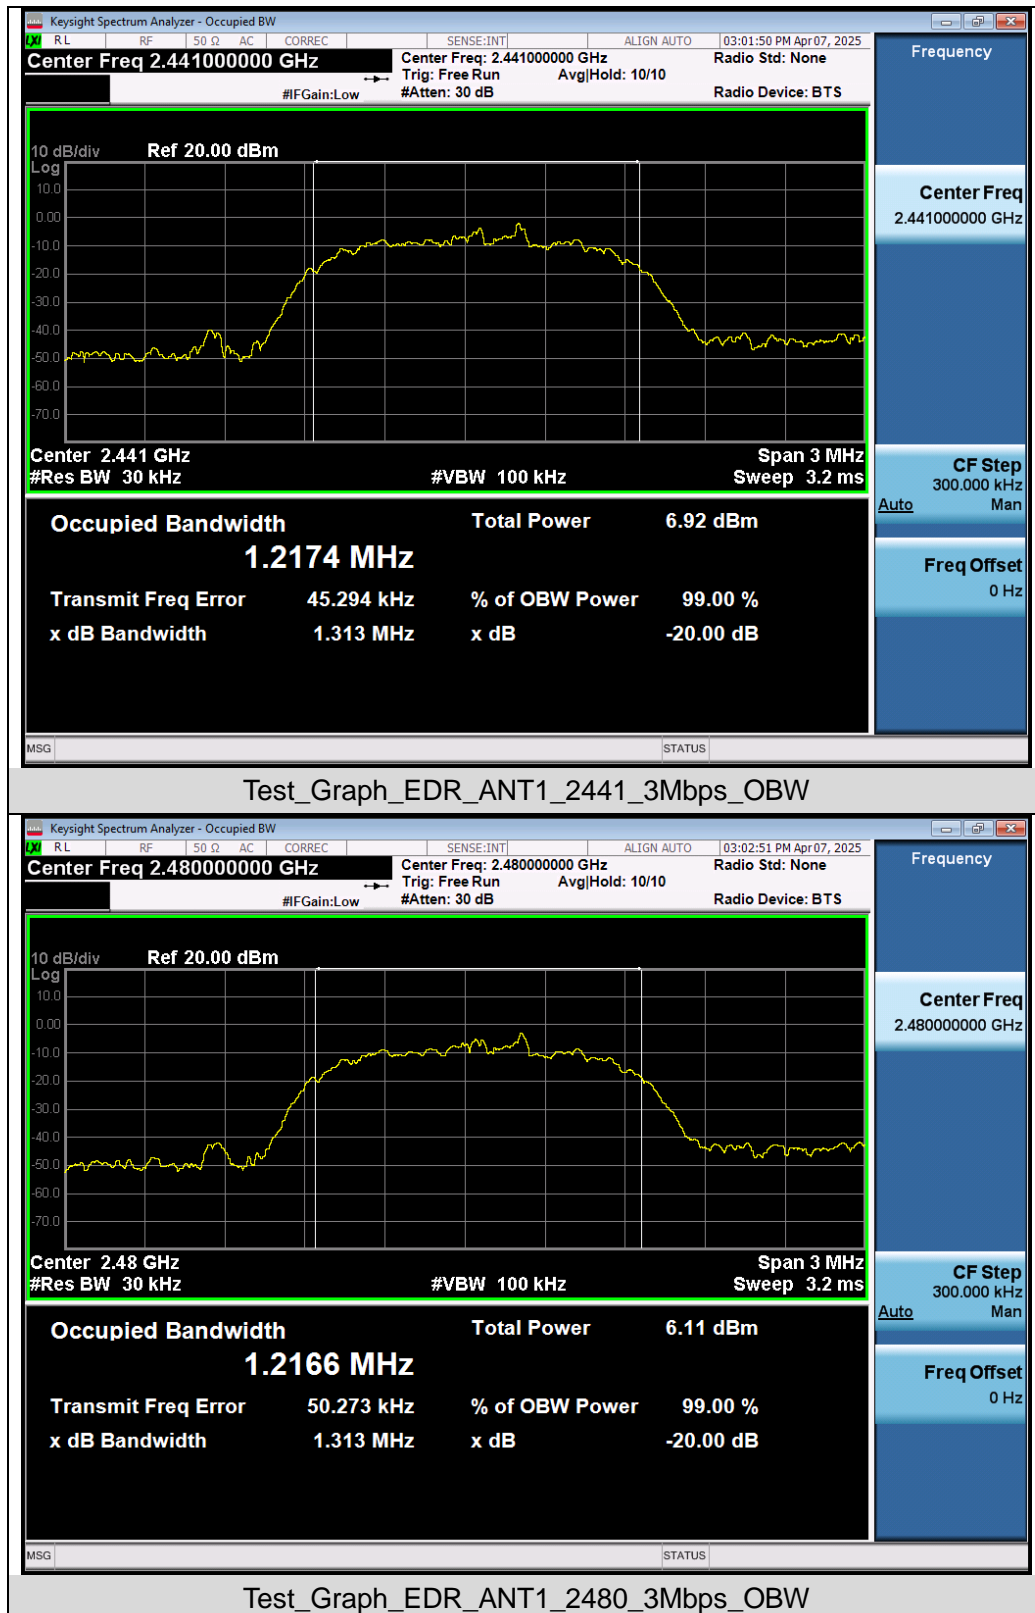 Keysight Spectrum Analyzer - Occupied BW
LXI RL RF 50 Ω AC CORREC SENSE:INT ALIGN AUTO 03:01:50 PM Apr 07, 2025
Center Freq 2.441000000 GHz
Center Freq: 2.441000000 GHz Radio Std: None
Trig: Free Run Avg|Hold: 10/10
#IFGain:Low #Atten: 30 dB Radio Device: BTS
10 dB/div Ref 20.00 dBm
Log
10.0
0.00
-10.0
-20.0
-30.0
-40.0
-50.0
-60.0
-70.0
Center 2.441 GHz Span 3 MHz
#Res BW 30 kHz #VBW 100 kHz Sweep 3.2 ms
Occupied Bandwidth Total Power 6.92 dBm
1.2174 MHz
Transmit Freq Error 45.294 kHz % of OBW Power 99.00 %
x dB Bandwidth 1.313 MHz x dB -20.00 dB
MSG STATUS
Frequency
Center Freq
2.441000000 GHz
CF Step
300.000 kHz
Auto Man
Freq Offset
0 Hz
Test_Graph_EDR_ANT1_2441_3Mbps_OBW
Keysight Spectrum Analyzer - Occupied BW
LXI RL RF 50 Ω AC CORREC SENSE:INT ALIGN AUTO 03:02:51 PM Apr 07, 2025
Center Freq 2.480000000 GHz
Center Freq: 2.480000000 GHz Radio Std: None
Trig: Free Run Avg|Hold: 10/10
#IFGain:Low #Atten: 30 dB Radio Device: BTS
10 dB/div Ref 20.00 dBm
Log
10.0
0.00
-10.0
-20.0
-30.0
-40.0
-50.0
-60.0
-70.0
Center 2.48 GHz Span 3 MHz
#Res BW 30 kHz #VBW 100 kHz Sweep 3.2 ms
Occupied Bandwidth Total Power 6.11 dBm
1.2166 MHz
Transmit Freq Error 50.273 kHz % of OBW Power 99.00 %
x dB Bandwidth 1.313 MHz x dB -20.00 dB
MSG STATUS
Frequency
Center Freq
2.480000000 GHz
CF Step
300.000 kHz
Auto Man
Freq Offset
0 Hz
Test_Graph_EDR_ANT1_2480_3Mbps_OBW